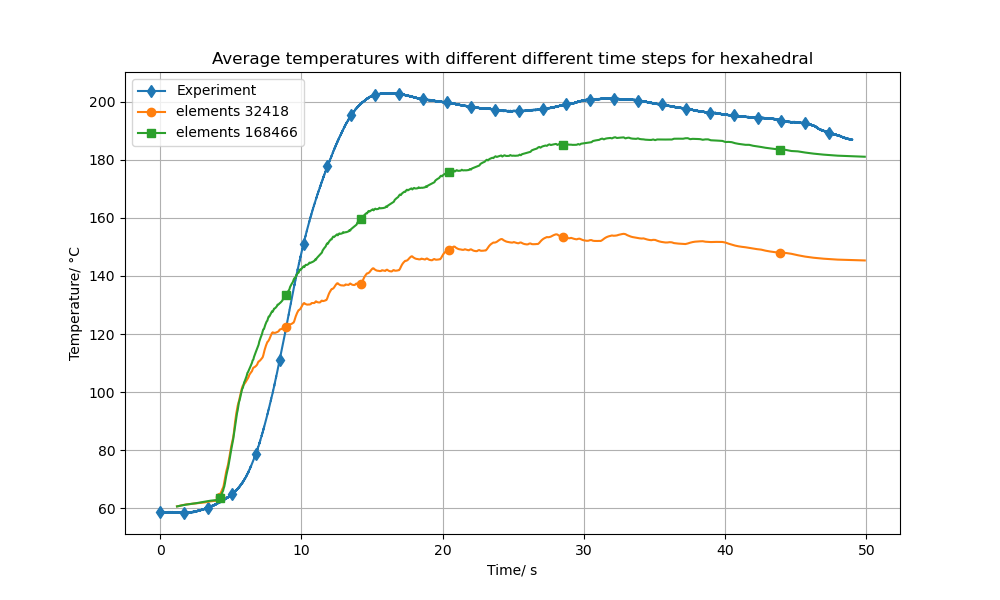 Average temperatures with different different time steps for hexahedral
Experiment
elements 32418
elements 168466
200
180
160
140
120
100
80
60
Temperature/ °C
0 10 20 30 40 50
Time/ s